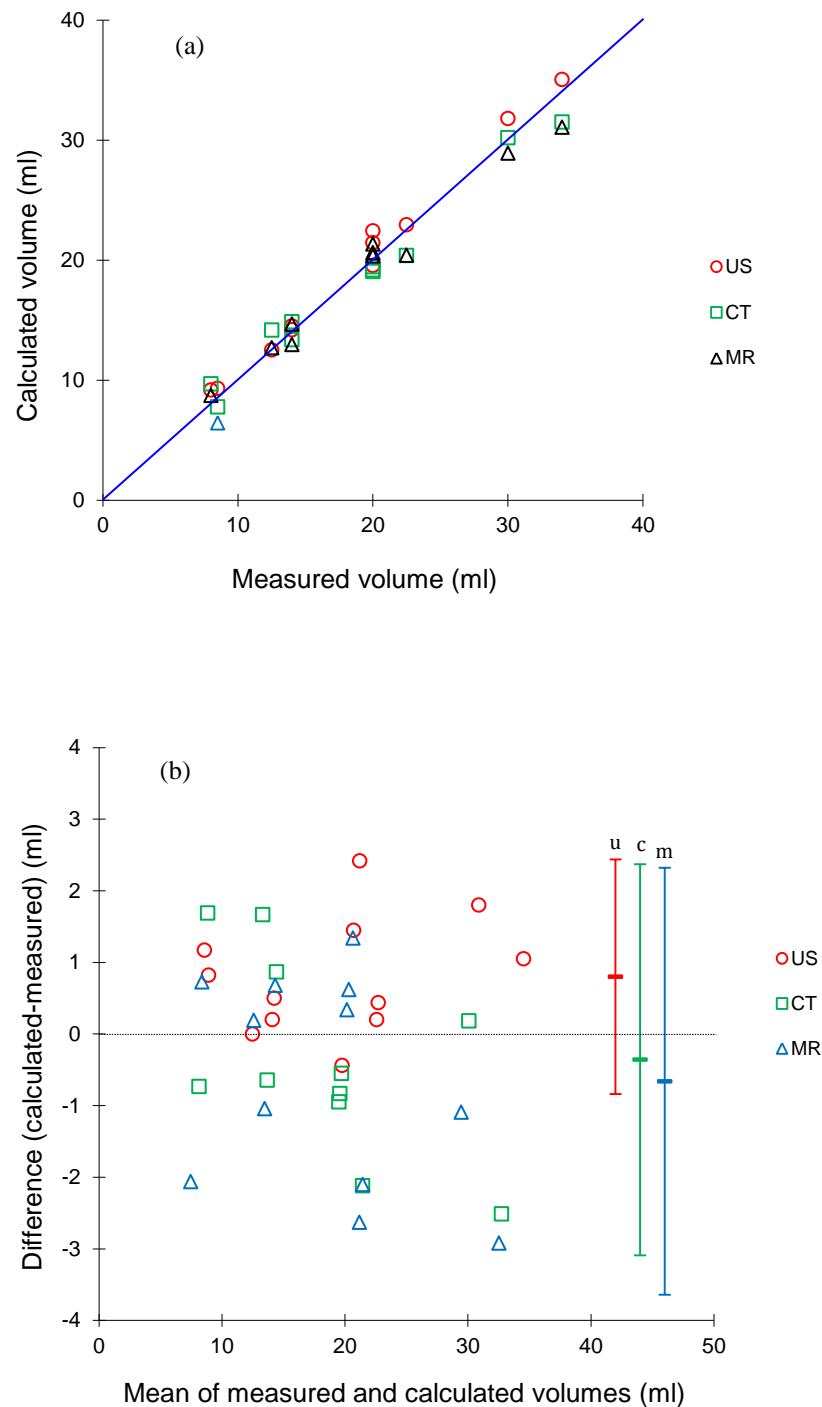 (a)
Calculated volume (ml)
40
30
20
10
0
0 10 20 30 40
Measured volume (ml)
US
CT
MR
(b)
Difference (calculated-measured) (ml)
4
3
2
1
0
-1
-2
-3
-4
u c m
0 10 20 30 40 50
Mean of measured and calculated volumes (ml)
US
CT
MR